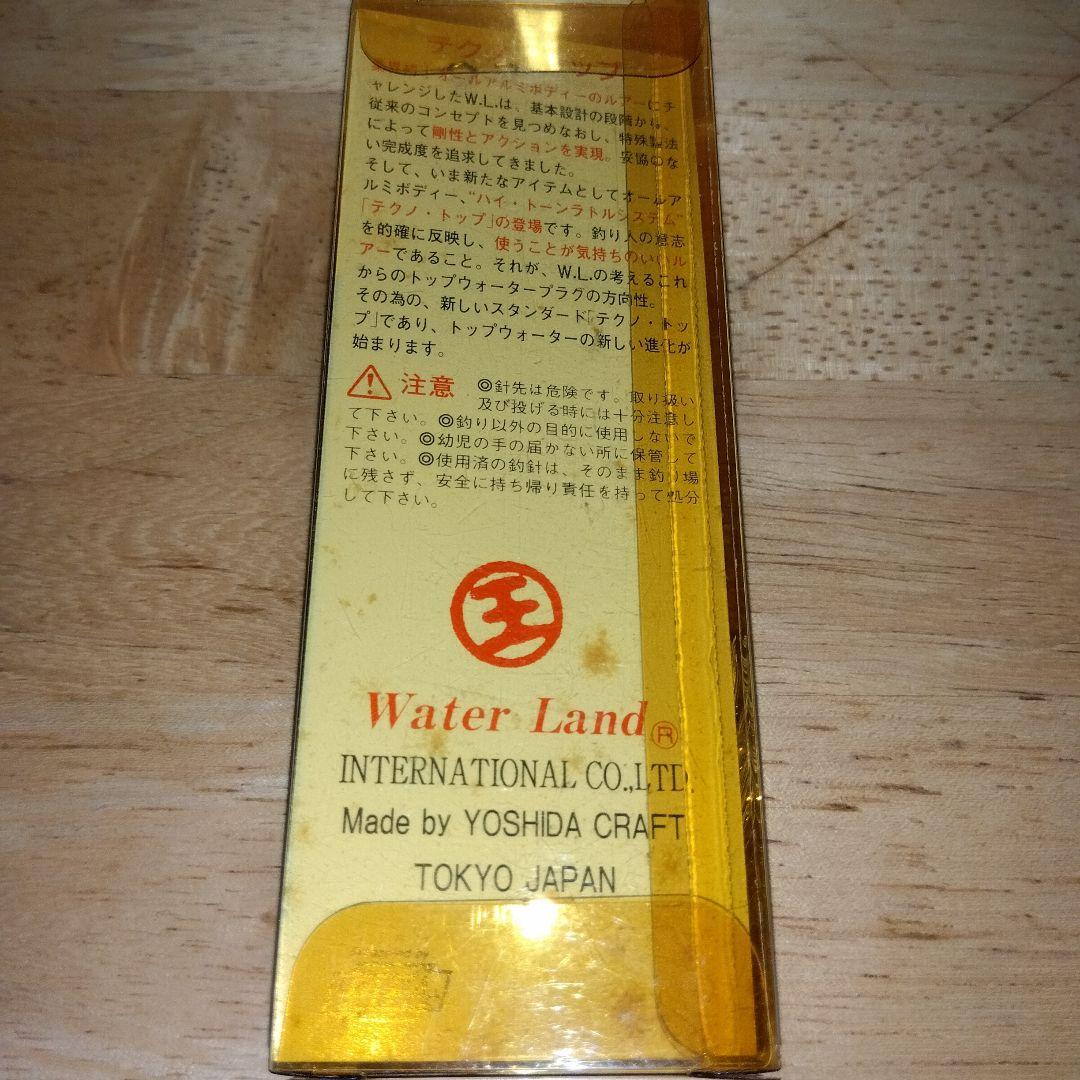 テクノ・トップ
オールアルミボディーのルアーにチ
ャレンジしたW.L.は、基本設計の段階から、
従来のコンセプトを見つめなおし、特殊製法
によって剛性とアクションを実現。妥協のな
い完成度を追求してきました。
そして、いま新たなアイテムとしてオールア
ルミボディー、“ハイ・トーンラトルシステム”
「テクノ・トップ」の登場です。釣り人の意志
を的確に反映し、使うことが気持ちのいいル
アーであること。それが、W.L.の考えるこれ
からのトップウォータープラグの方向性。
その為の、新しいスタンダード「テクノ・トッ
プ」であり、トップウォーターの新しい進化が
始まります。
注意 ◎針先は危険です。取り扱い
及び投げる時には十分注意し
て下さい。◎釣り以外の目的に使用しないで
下さい。◎幼児の手の届かない所に保管して
下さい。◎使用済の釣針は、そのまま釣り場
に残さず、安全に持ち帰り責任を持って処分
して下さい。
Water Land®
INTERNATIONAL CO.,LTD.
Made by YOSHIDA CRAFT
TOKYO JAPAN